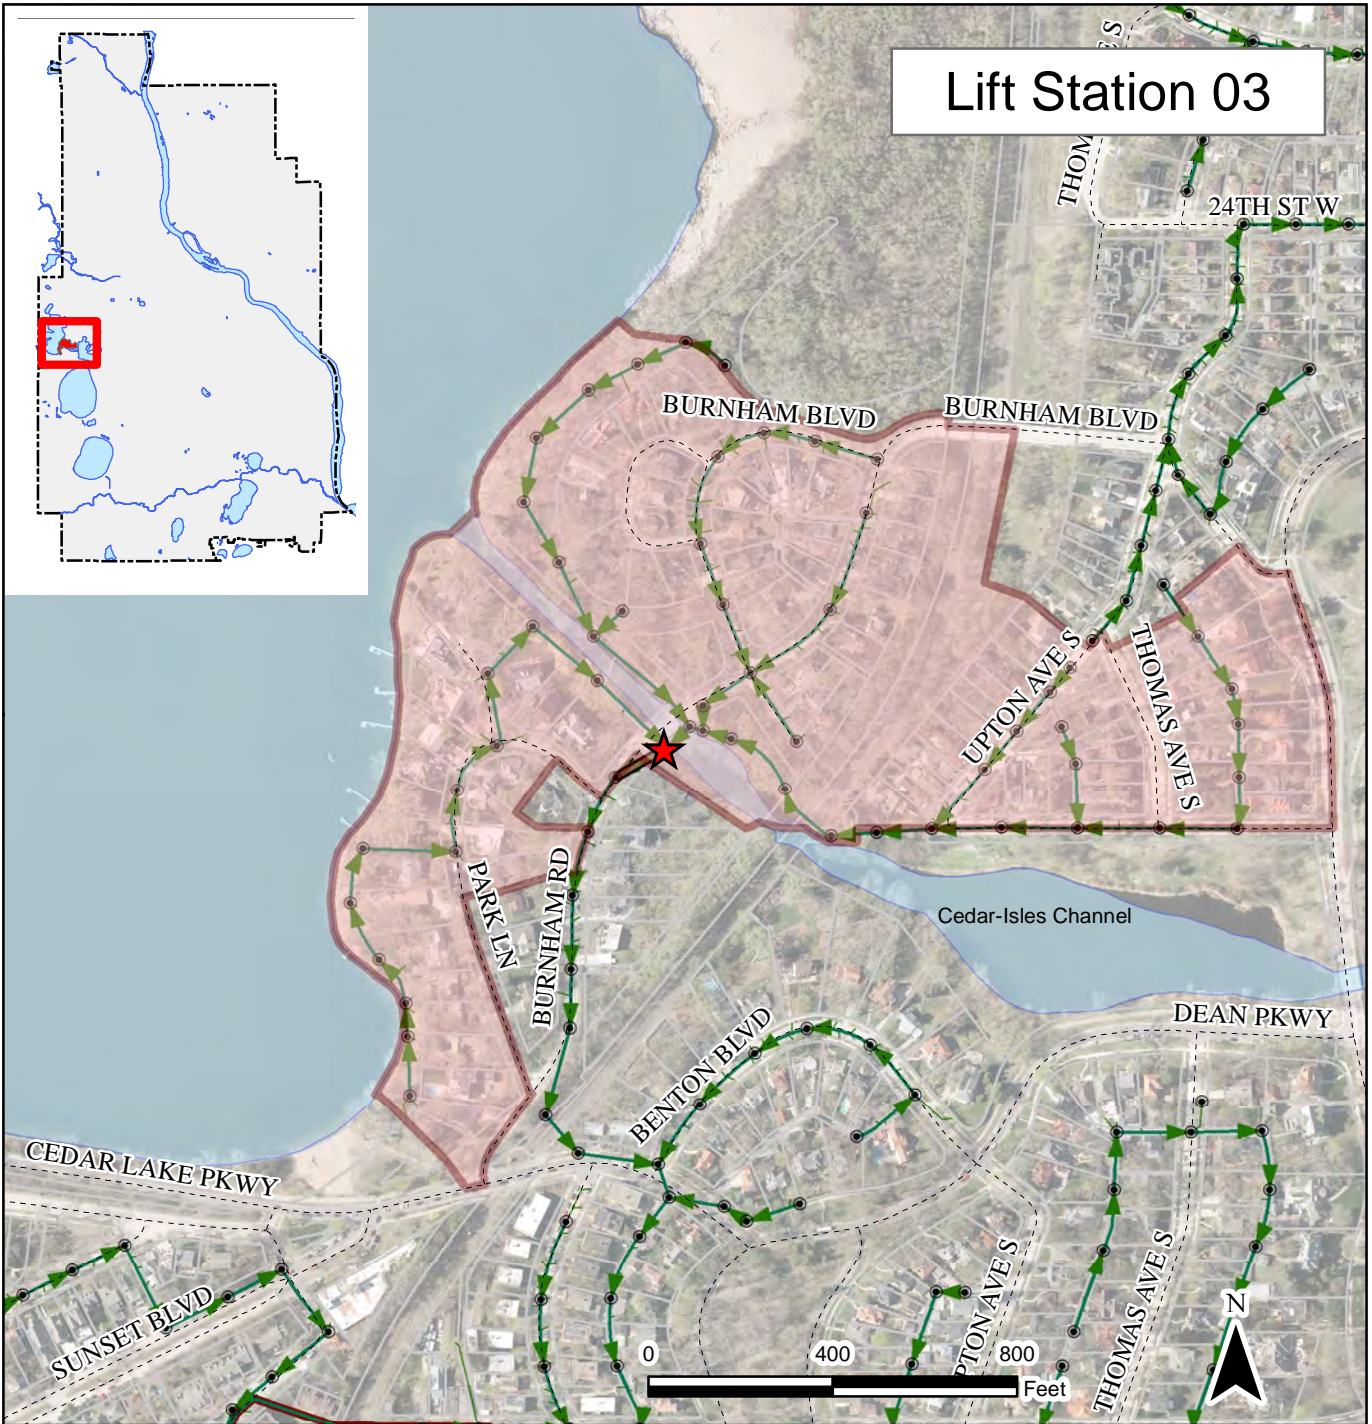 Lift Station 03
E S
THOM
24TH ST W
BURNHAM BLVD
BURNHAM BLVD
UPTON AVE S
THOMAS AVE S
PARK LN
BURNHAM RD
Cedar-Isles Channel
DEAN PKWY
BENTON BLVD
CEDAR LAKE PKWY
SUNSET BLVD
PTON AVE S
THOMAS AVE S
N
0 400 800
Feet